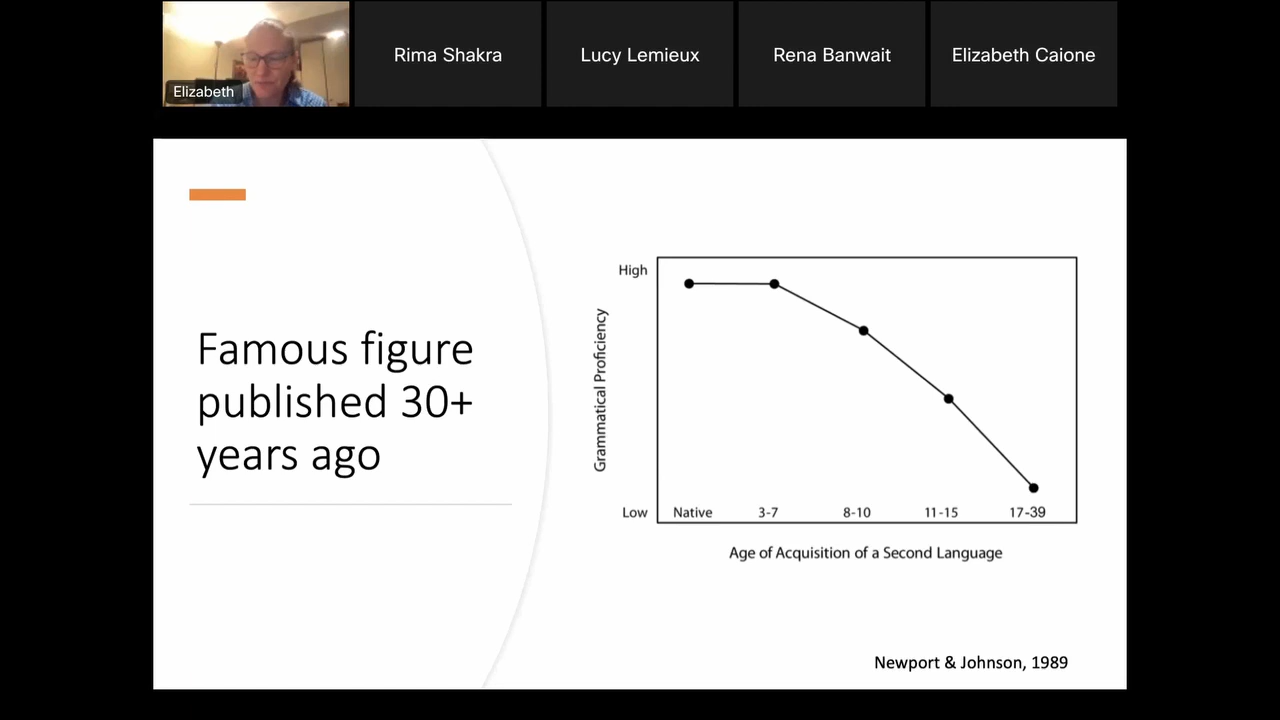 Elizabeth
Rima Shakra
Lucy Lemieux
Rena Banwait
Elizabeth Caione
Famous figure
published 30+
years ago
High
Grammatical Proficiency
Low
Native 3-7 8-10 11-15 17-39
Age of Acquisition of a Second Language
Newport & Johnson, 1989